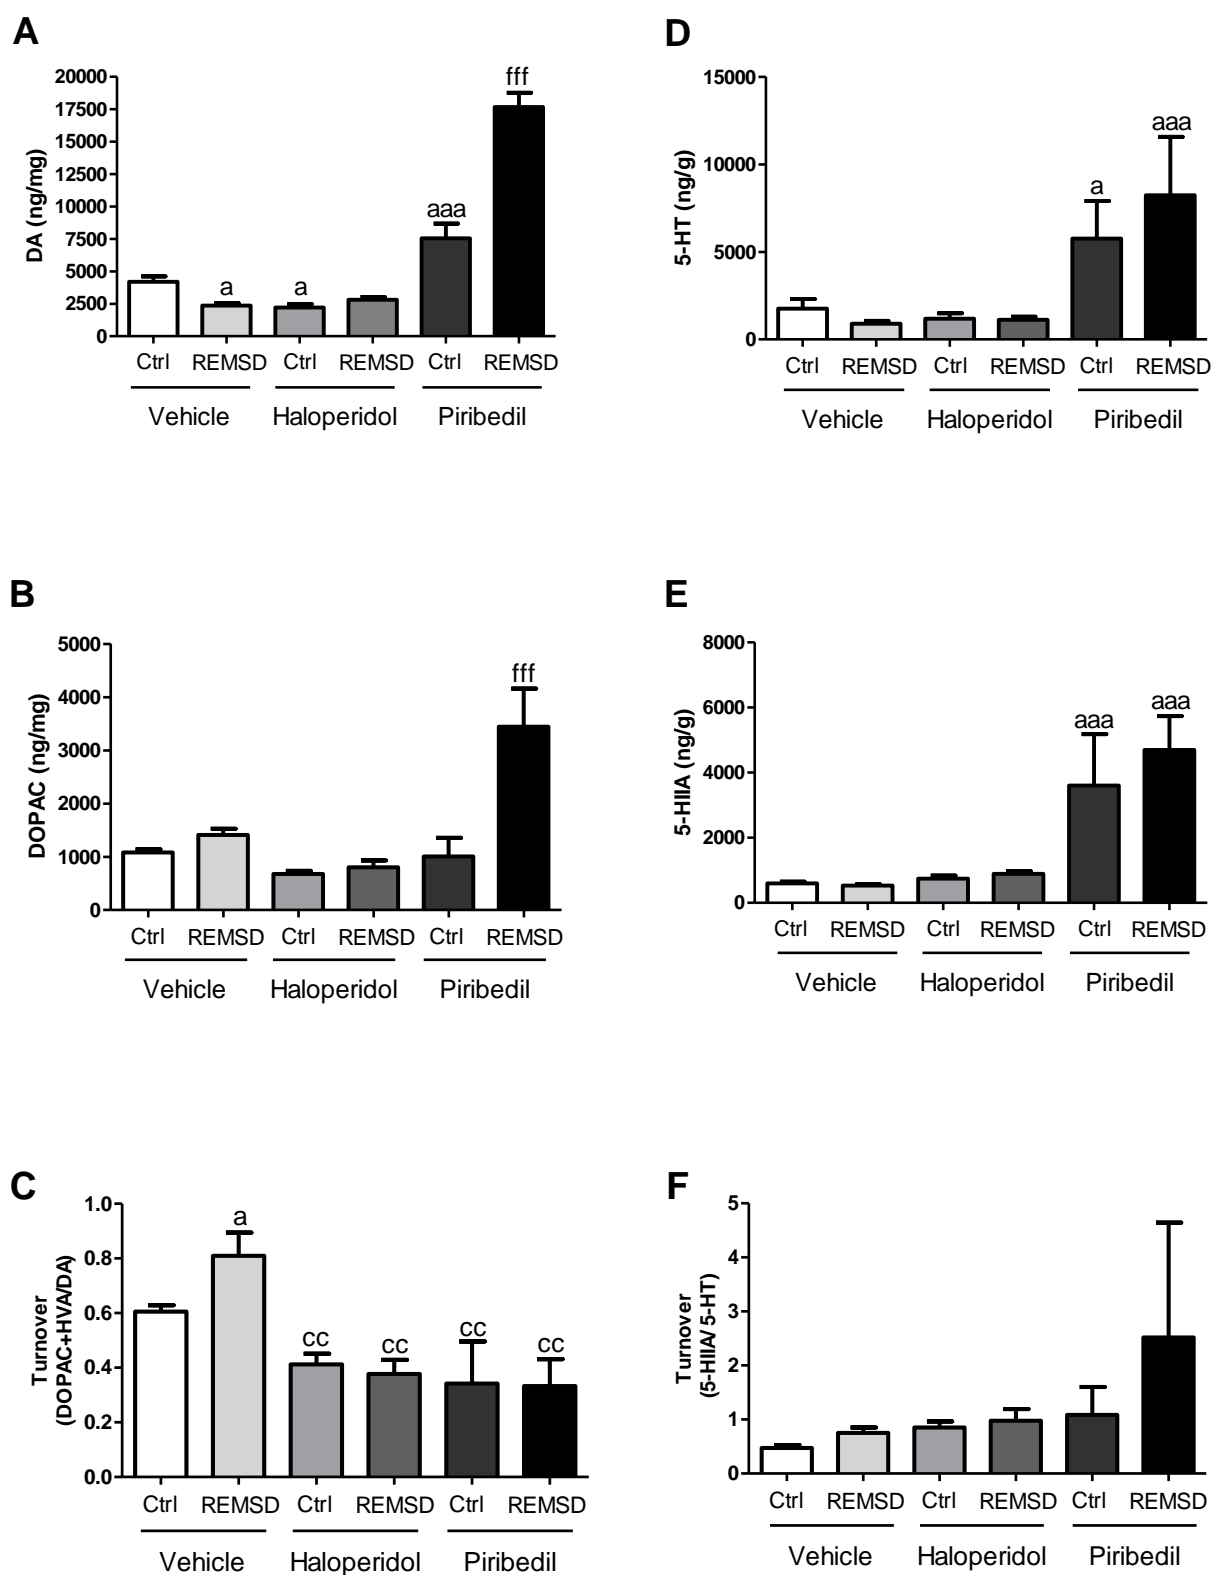 A
DA (ng/mg)
20000
17500
15000
12500
10000
7500
5000
2500
0
a
a
aaa
fff
Ctrl REMSD Ctrl REMSD Ctrl REMSD
Vehicle Haloperidol Piribedil
D
5-HT (ng/g)
15000
10000
5000
0
a
aaa
Ctrl REMSD Ctrl REMSD Ctrl REMSD
Vehicle Haloperidol Piribedil
B
DOPAC (ng/mg)
5000
4000
3000
2000
1000
0
fff
Ctrl REMSD Ctrl REMSD Ctrl REMSD
Vehicle Haloperidol Piribedil
E
5-HIIA (ng/g)
8000
6000
4000
2000
0
aaa
aaa
Ctrl REMSD Ctrl REMSD Ctrl REMSD
Vehicle Haloperidol Piribedil
C
Turnover
(DOPAC+HVA/DA)
1.0
0.8
0.6
0.4
0.2
0.0
a
cc
cc
cc
cc
Ctrl REMSD Ctrl REMSD Ctrl REMSD
Vehicle Haloperidol Piribedil
F
Turnover
(5-HIIA/ 5-HT)
5
4
3
2
1
0
Ctrl REMSD Ctrl REMSD Ctrl REMSD
Vehicle Haloperidol Piribedil